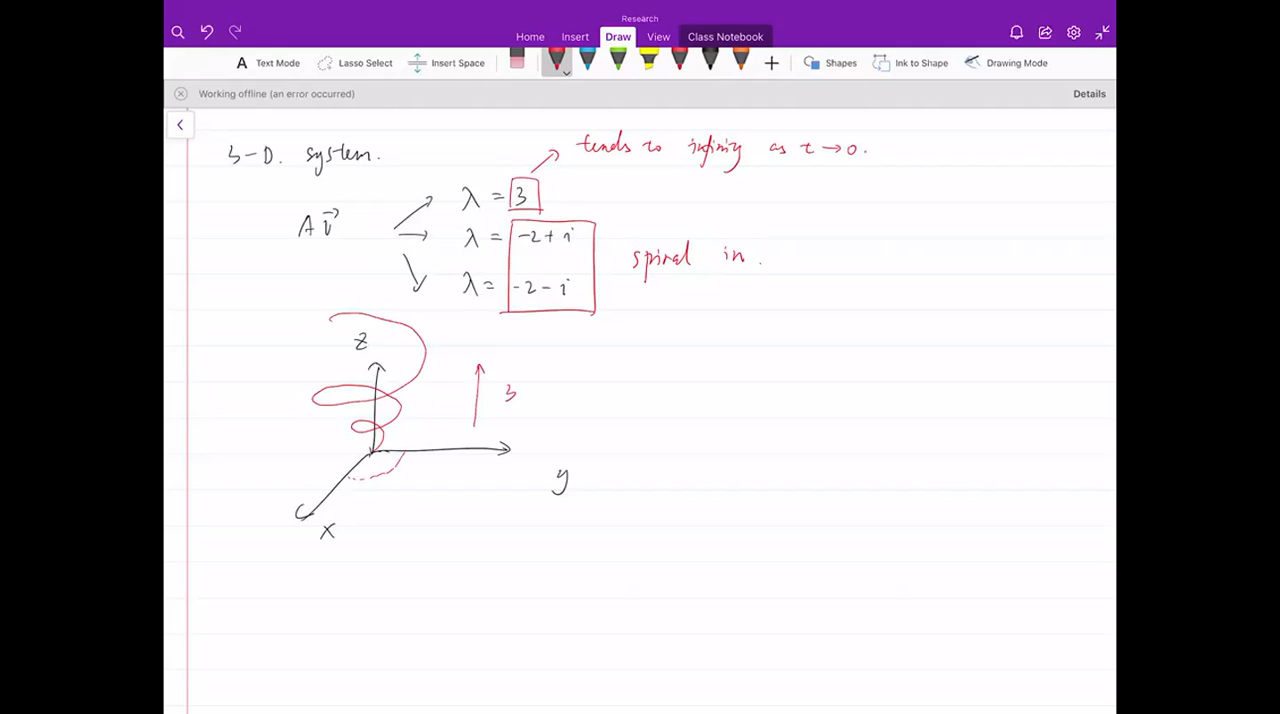 Research
Home Insert Draw View Class Notebook
A Text Mode Lasso Select Insert Space Shapes Ink to Shape Drawing Mode
Working offline (an error occurred) Details
3-D. system.
tends to infinity as t → 0.
λ = 3
A v⃗
λ = -2 + i
spiral in.
λ = -2 - i
z
3
y
x